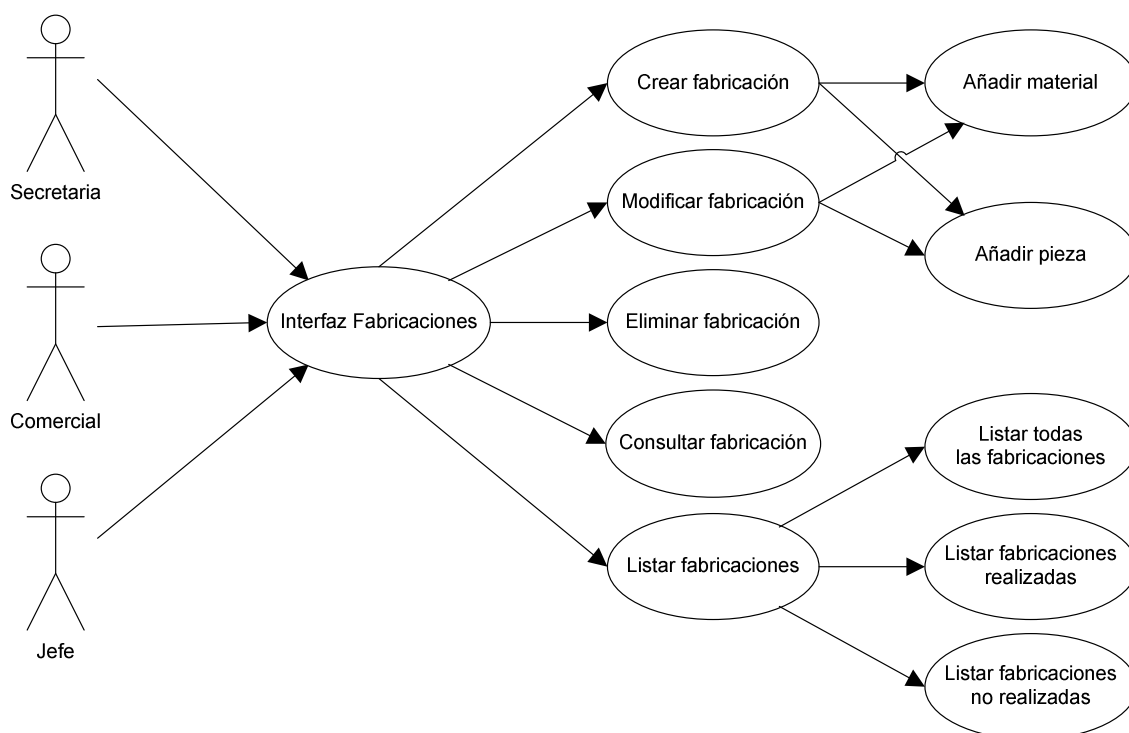 Secretaria
Comercial
Jefe
Interfaz Fabricaciones
Crear fabricación
Modificar fabricación
Eliminar fabricación
Consultar fabricación
Listar fabricaciones
Añadir material
Añadir pieza
Listar todas
las fabricaciones
Listar fabricaciones
realizadas
Listar fabricaciones
no realizadas